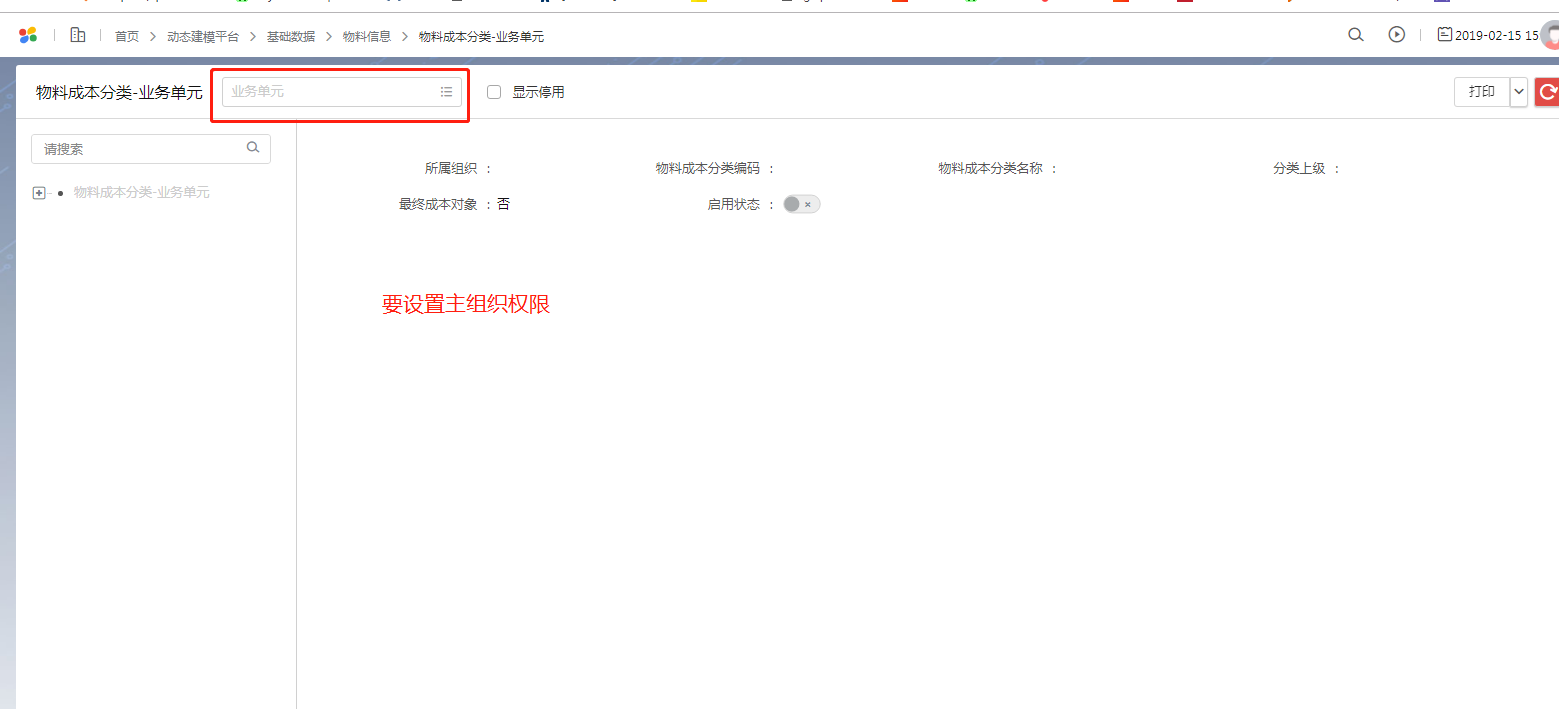 首页 > 动态建模平台 > 基础数据 > 物料信息 > 物料成本分类-业务单元 2019-02-15 15
物料成本分类-业务单元 业务单元 显示停用 打印
请搜索
物料成本分类-业务单元
所属组织 : 物料成本分类编码 : 物料成本分类名称 : 分类上级 :
最终成本对象 : 否 启用状态 :
要设置主组织权限